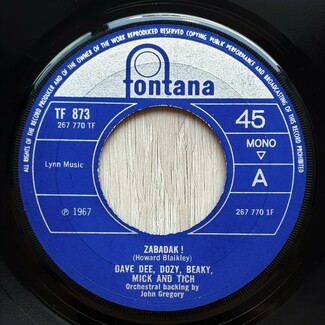 ALL RIGHTS OF THE RECORD PRODUCER AND OF THE OWNER OF THE WORK REPRODUCED RESERVED COPYING, PUBLIC PERFORMANCE AND BROADCASTING OF THIS RECORD PROHIBITED
fontana
TF 873
267 770 TF
45
MONO
▽
A
Lynn Music
℗ 1967
267 770 1F
ZABADAK !
(Howard Blaikley)
DAVE DEE, DOZY, BEAKY,
MICK AND TICH
Orchestral backing by
John Gregory